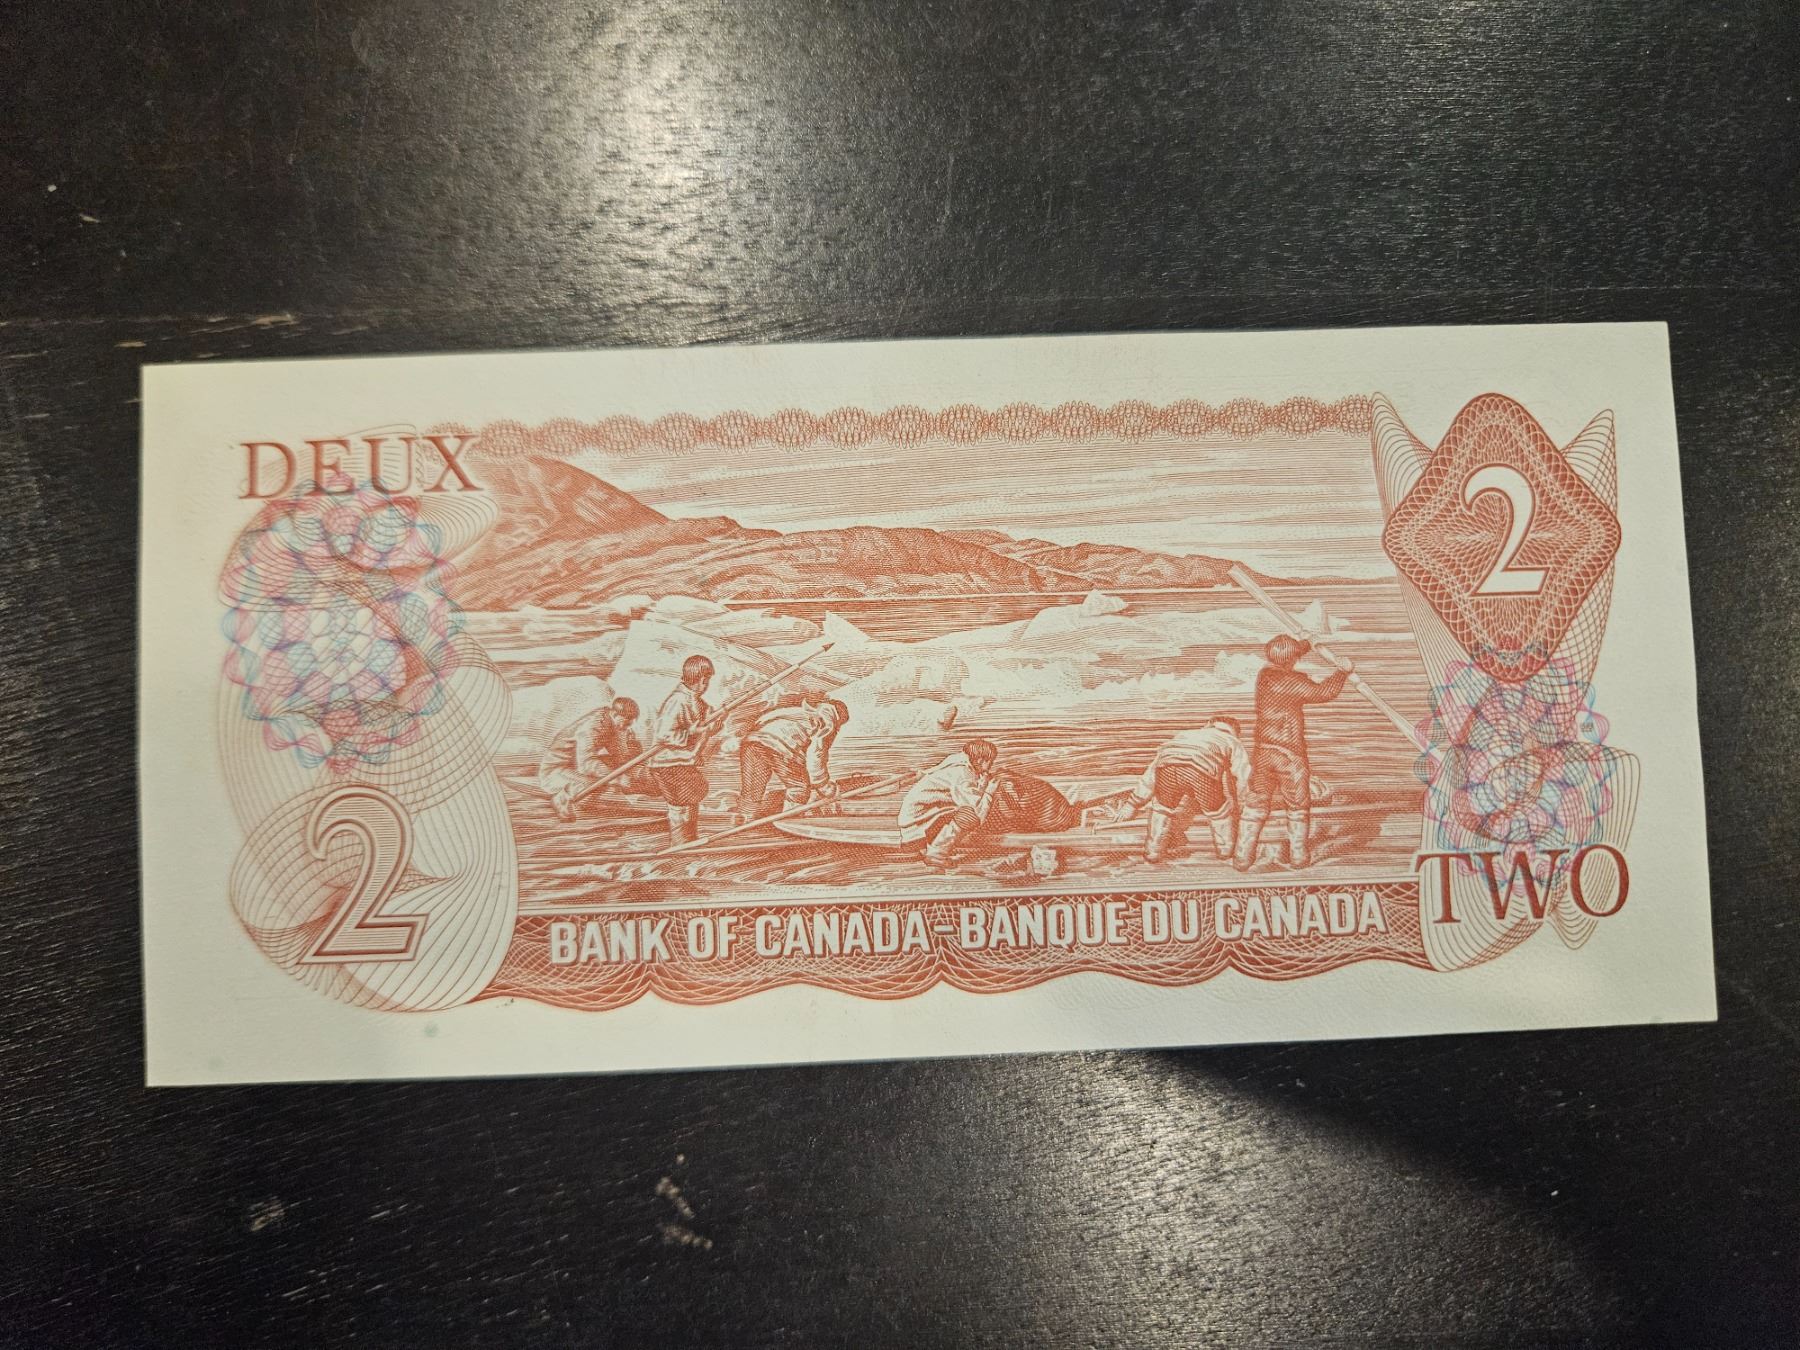 DEUX
2
2
BANK OF CANADA-BANQUE DU CANADA
TWO